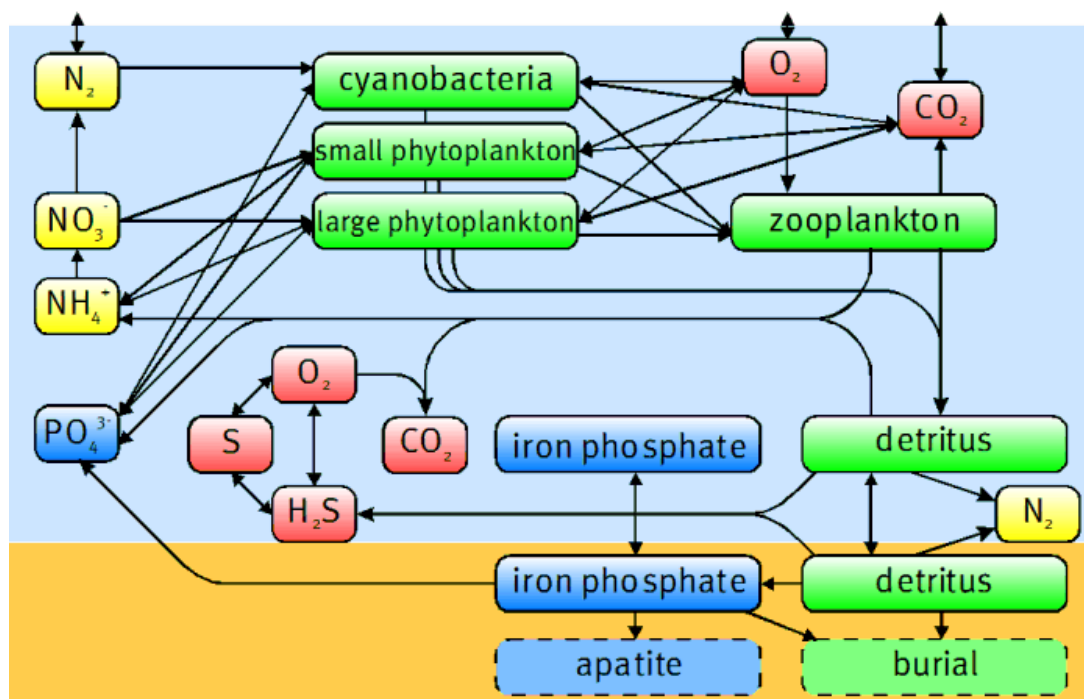 N₂
cyanobacteria
O₂
CO₂
small phytoplankton
NO₃⁻
large phytoplankton
zooplankton
NH₄⁺
O₂
PO₄³⁻
S
CO₂
iron phosphate
detritus
H₂S
N₂
iron phosphate
detritus
apatite
burial